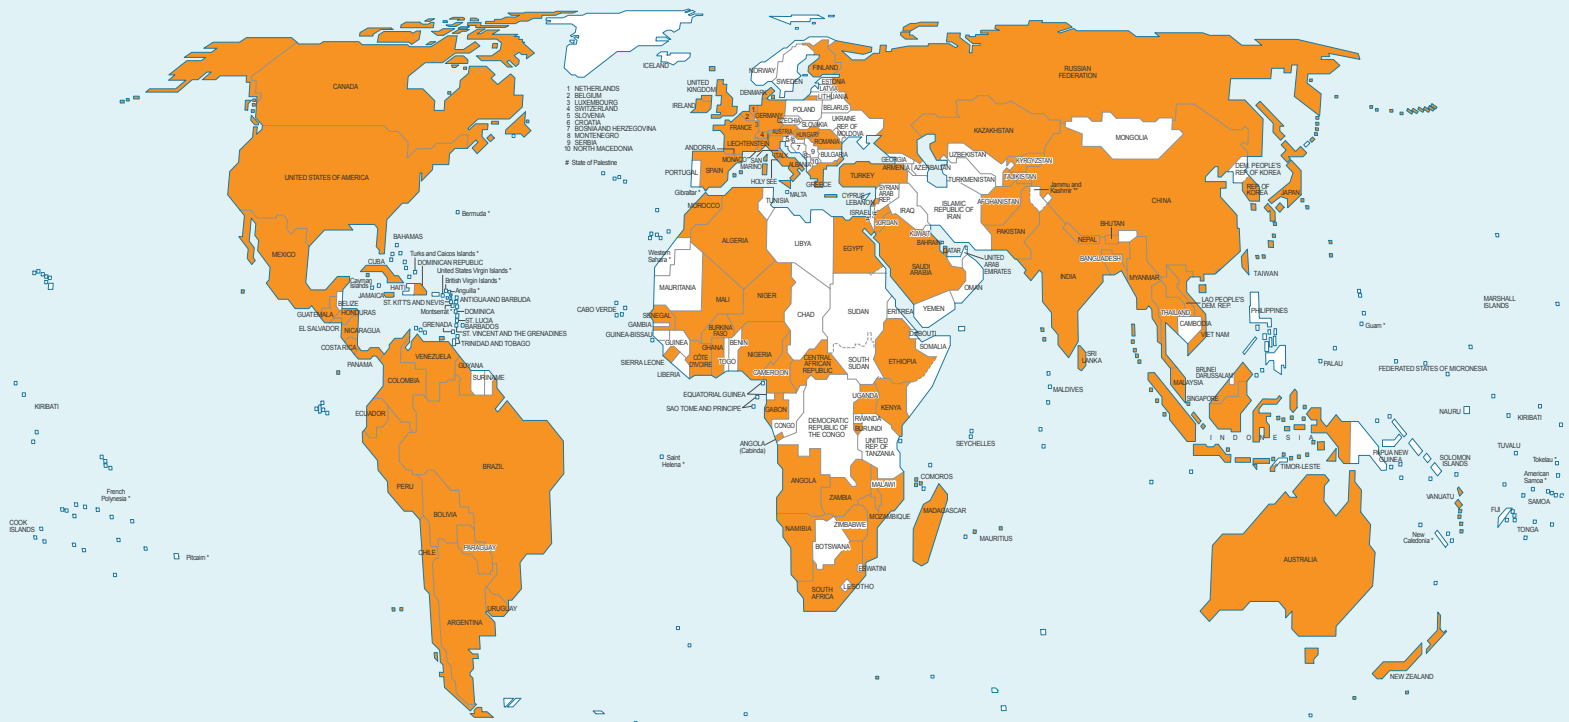 CANADA
UNITED STATES OF AMERICA
MEXICO
Bermuda *
BAHAMAS
CUBA
Turks and Caicos Islands *
DOMINICAN REPUBLIC
United States Virgin Islands *
British Virgin Islands *
Cayman
Islands
HAITI
Anguilla *
JAMAICA
ST. KITTS AND NEVIS
ANTIGUA AND BARBUDA
BELIZE
Montserrat *
DOMINICA
GUATEMALA
HONDURAS
ST. LUCIA
BARBADOS
EL SALVADOR
NICARAGUA
GRENADA
ST. VINCENT AND THE GRENADINES
TRINIDAD AND TOBAGO
COSTA RICA
PANAMA
VENEZUELA
GUYANA
SURINAME
COLOMBIA
ECUADOR
BRAZIL
PERU
BOLIVIA
PARAGUAY
CHILE
URUGUAY
ARGENTINA
KIRIBATI
French
Polynesia *
COOK
ISLANDS
Pitcairn *
1 NETHERLANDS
2 BELGIUM
3 LUXEMBOURG
4 SWITZERLAND
5 SLOVENIA
6 CROATIA
7 BOSNIA AND HERZEGOVINA
8 MONTENEGRO
9 SERBIA
10 NORTH MACEDONIA
# State of Palestine
ICELAND
NORWAY
SWEDEN
FINLAND
UNITED
KINGDOM
IRELAND
DENMARK
ESTONIA
LATVIA
LITHUANIA
POLAND
BELARUS
GERMANY
CZECHIA
SLOVAKIA
UKRAINE
REP. OF
MOLDOVA
FRANCE
AUSTRIA
HUNGARY
ROMANIA
LIECHTENSTEIN
BULGARIA
ANDORRA
MONACO
SAN
MARINO
ITALY
ALBANIA
PORTUGAL
SPAIN
HOLY SEE
GREECE
Gibraltar *
MALTA
TURKEY
CYPRUS
LEBANON
SYRIAN
ARAB
REP.
ISRAEL
#
JORDAN
IRAQ
KUWAIT
BAHRAIN
QATAR
SAUDI
ARABIA
UNITED
ARAB
EMIRATES
OMAN
YEMEN
ISLAMIC
REPUBLIC OF
IRAN
GEORGIA
ARMENIA
AZERBAIJAN
RUSSIAN
FEDERATION
KAZAKHSTAN
UZBEKISTAN
TURKMENISTAN
KYRGYZSTAN
TAJIKISTAN
AFGHANISTAN
PAKISTAN
Jammu and
Kashmir **
MONGOLIA
CHINA
DEM. PEOPLE'S
REP. OF KOREA
REP. OF
KOREA
JAPAN
NEPAL
BHUTAN
BANGLADESH
INDIA
MYANMAR
TAIWAN
LAO PEOPLE'S
DEM. REP.
THAILAND
CAMBODIA
VIET NAM
PHILIPPINES
SRI
LANKA
MALDIVES
BRUNEI
DARUSSALAM
MALAYSIA
SINGAPORE
INDONESIA
TIMOR-LESTE
PAPUA NEW
GUINEA
PALAU
Guam *
MARSHALL
ISLANDS
FEDERATED STATES OF MICRONESIA
NAURU
KIRIBATI
TUVALU
Tokelau *
SOLOMON
ISLANDS
American
Samoa *
SAMOA
VANUATU
FIJI
TONGA
New
Caledonia *
AUSTRALIA
NEW ZEALAND
MOROCCO
TUNISIA
ALGERIA
LIBYA
EGYPT
Western
Sahara *
MAURITANIA
MALI
NIGER
CHAD
SUDAN
ERITREA
DJIBOUTI
SOMALIA
ETHIOPIA
CABO VERDE
SENEGAL
GAMBIA
GUINEA-BISSAU
GUINEA
SIERRA LEONE
LIBERIA
CÔTE
D'IVOIRE
BURKINA
FASO
GHANA
TOGO
BENIN
NIGERIA
CAMEROON
CENTRAL
AFRICAN
REPUBLIC
SOUTH
SUDAN
EQUATORIAL GUINEA
SAO TOME AND PRINCIPE
GABON
CONGO
DEMOCRATIC
REPUBLIC OF
THE CONGO
UGANDA
KENYA
RWANDA
BURUNDI
UNITED
REP. OF
TANZANIA
ANGOLA
(Cabinda)
SEYCHELLES
Saint
Helena *
COMOROS
ANGOLA
MALAWI
ZAMBIA
MOZAMBIQUE
MADAGASCAR
NAMIBIA
ZIMBABWE
BOTSWANA
MAURITIUS
ESWATINI
LESOTHO
SOUTH
AFRICA